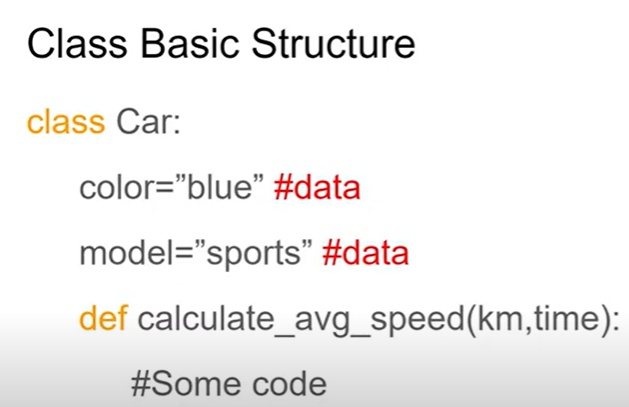 Class Basic Structure
class Car:
color=”blue” #data
model=”sports” #data
def calculate_avg_speed(km,time):
#Some code